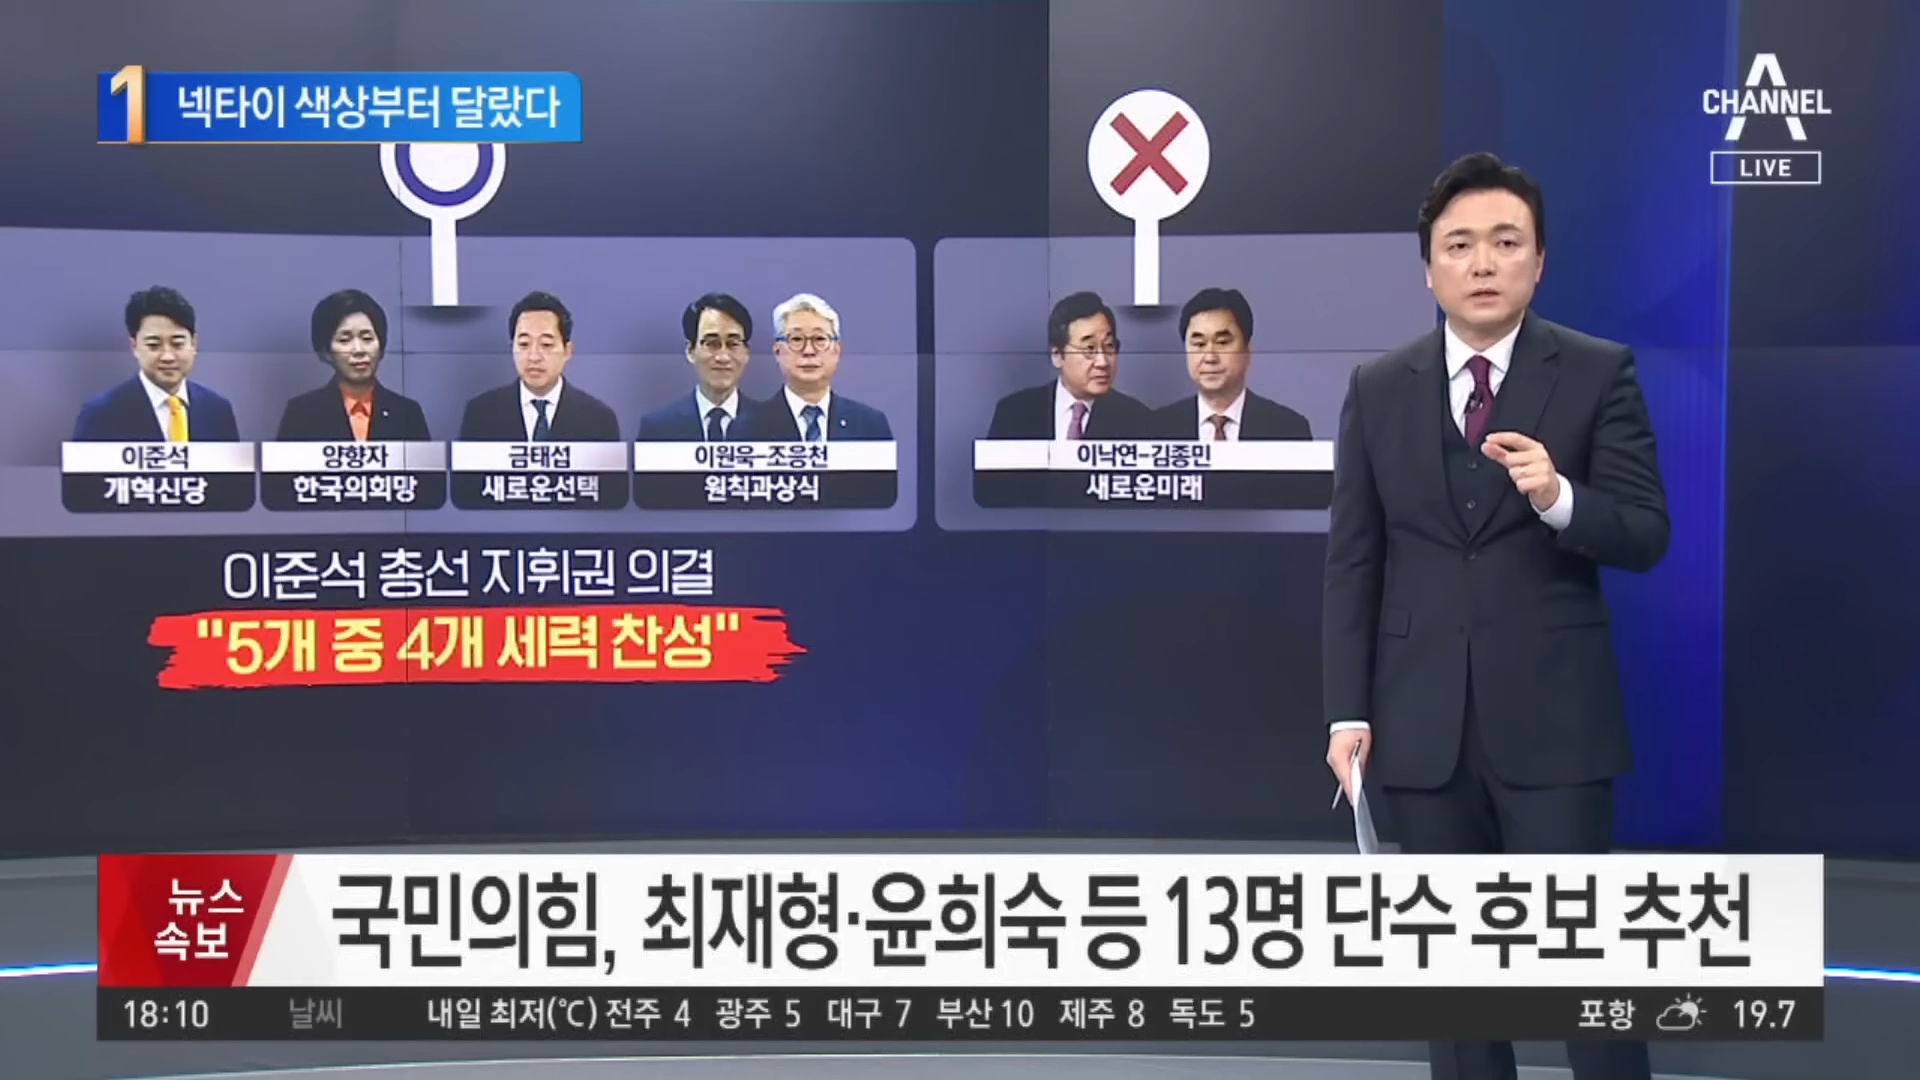 1 넥타이 색상부터 달랐다
CHANNEL A
LIVE
이준석
개혁신당
양향자
한국의희망
금태섭
새로운선택
이원욱-조응천
원칙과상식
이낙연-김종민
새로운미래
이준석 총선 지휘권 의결
"5개 중 4개 세력 찬성"
뉴스
속보
국민의힘, 최재형·윤희숙 등 13명 단수 후보 추천
18:10 날씨 내일 최저(℃) 전주 4 광주 5 대구 7 부산 10 제주 8 독도 5 포항 19.7